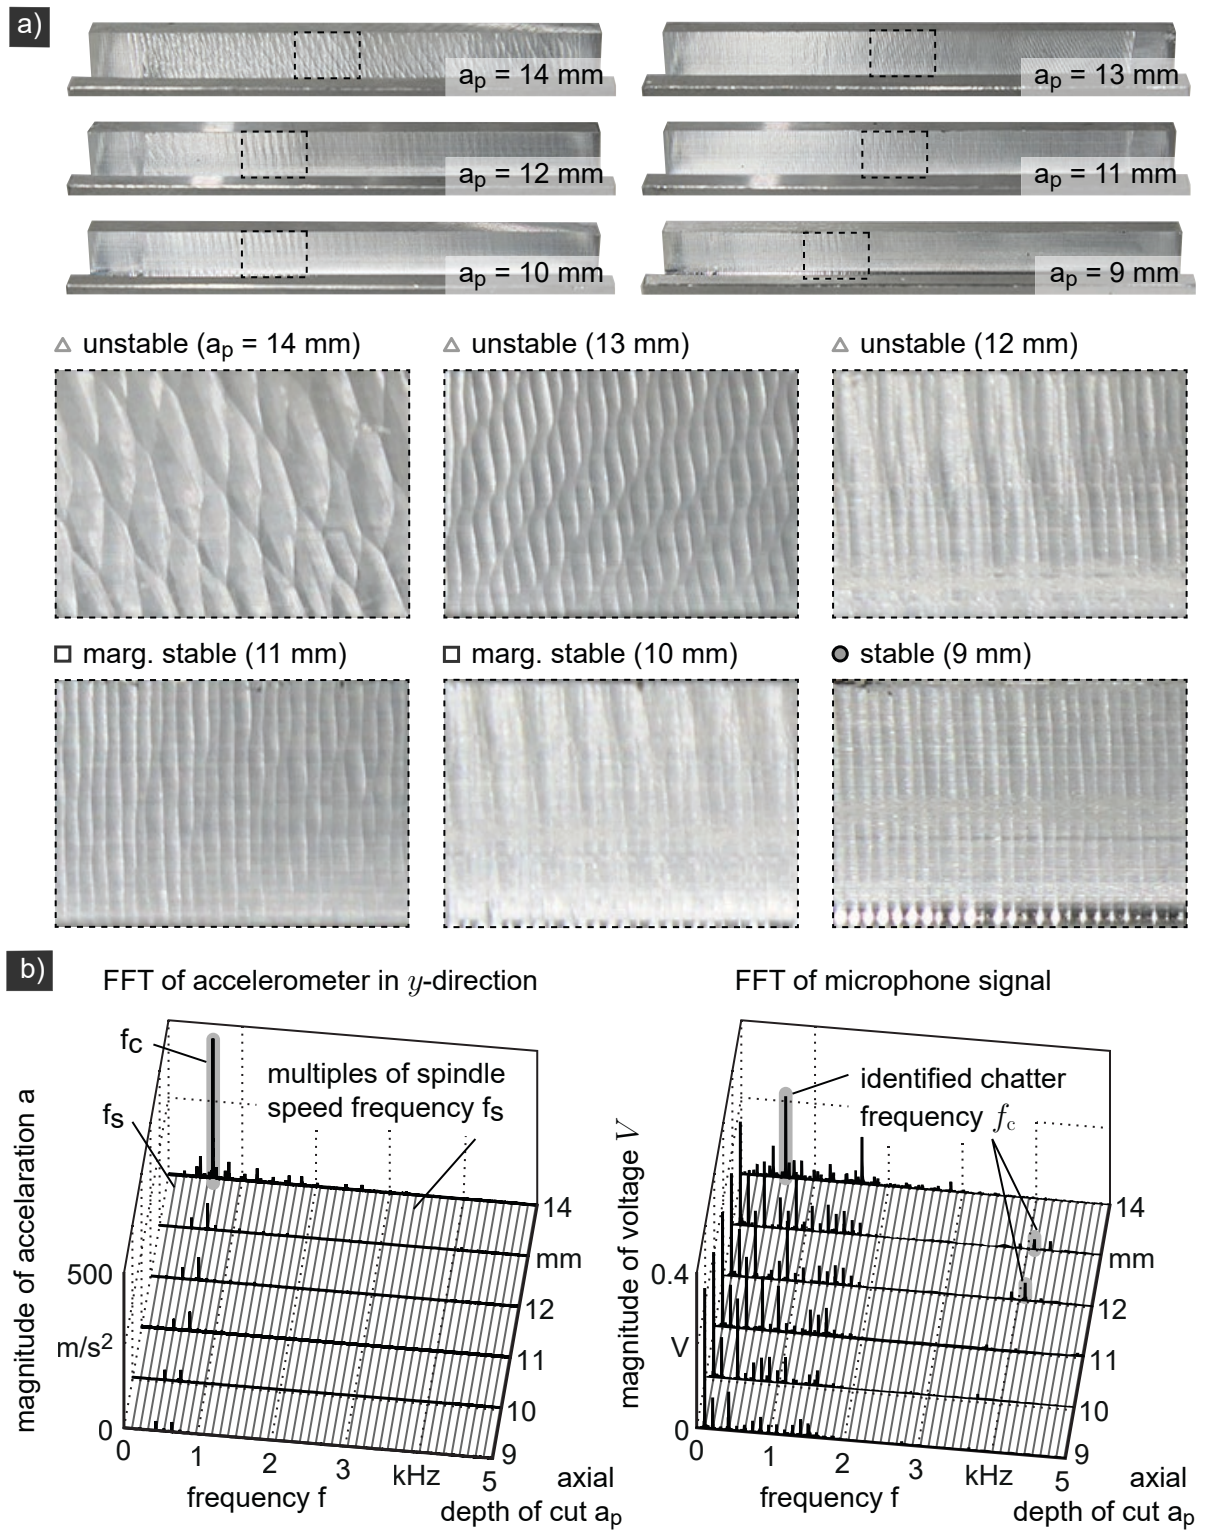 a)
aₚ = 14 mm
aₚ = 13 mm
aₚ = 12 mm
aₚ = 11 mm
aₚ = 10 mm
aₚ = 9 mm
unstable (aₚ = 14 mm)
unstable (13 mm)
unstable (12 mm)
marg. stable (11 mm)
marg. stable (10 mm)
stable (9 mm)
b)
FFT of accelerometer in y-direction
fc
fs
multiples of spindle
speed frequency fs
magnitude of acceleration a
500
m/s2
0
0
1
2
3
kHz
5
frequency f
14
mm
12
11
10
9
axial
depth of cut aₚ
FFT of microphone signal
identified chatter
frequency fc
magnitude of voltage V
0.4
V
0
0
1
2
3
kHz
5
frequency f
14
mm
12
11
10
9
axial
depth of cut aₚ